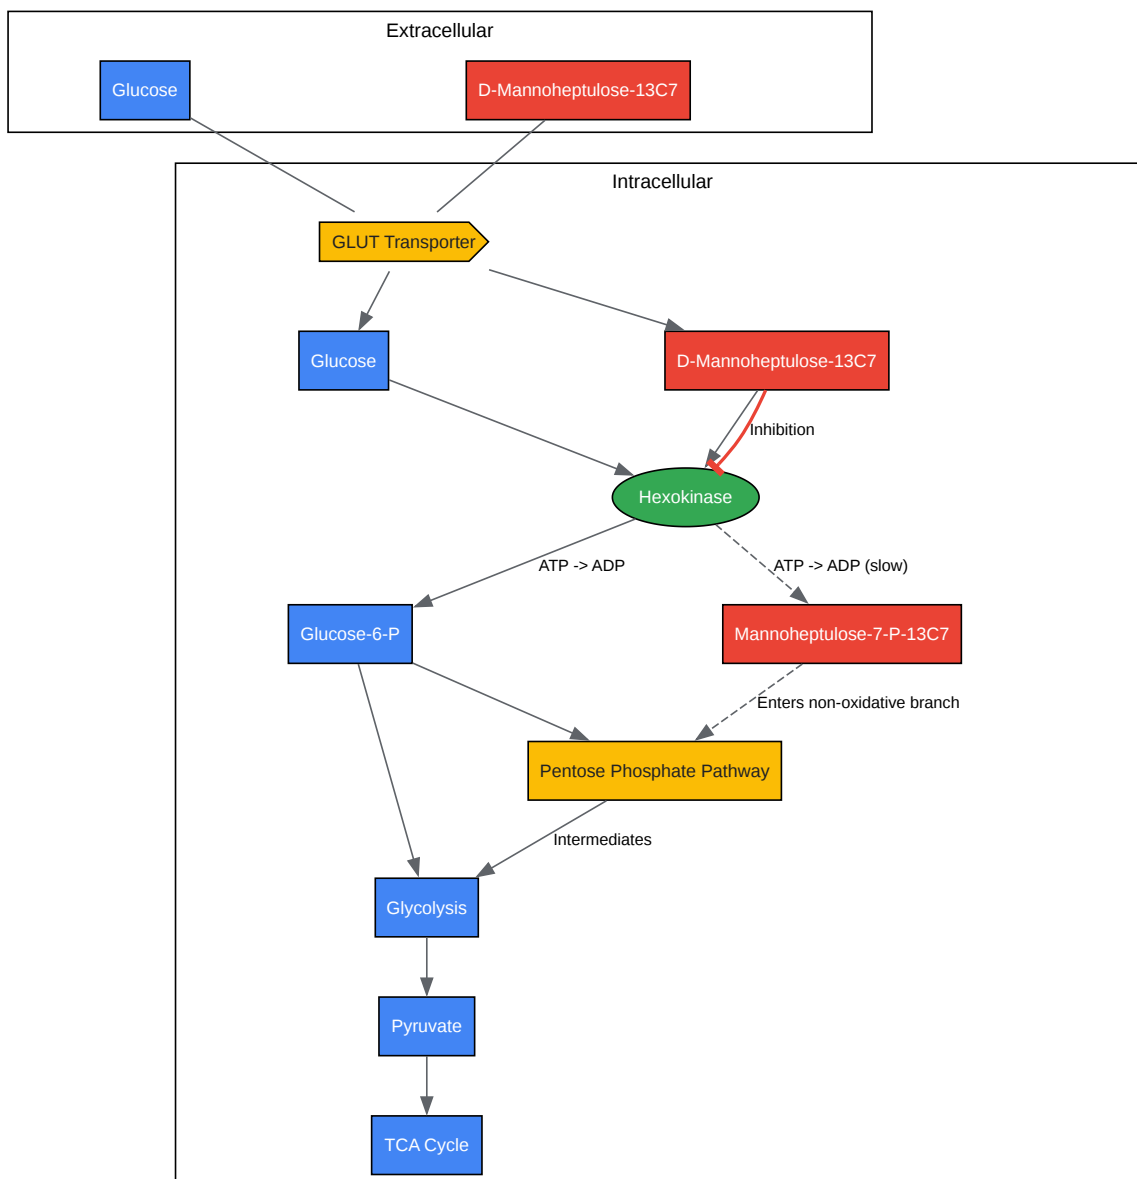 Extracellular
Glucose
D-Mannoheptulose-13C7
Intracellular
GLUT Transporter
Glucose
D-Mannoheptulose-13C7
Inhibition
Hexokinase
ATP -> ADP
ATP -> ADP (slow)
Glucose-6-P
Mannoheptulose-7-P-13C7
Enters non-oxidative branch
Pentose Phosphate Pathway
Intermediates
Glycolysis
Pyruvate
TCA Cycle